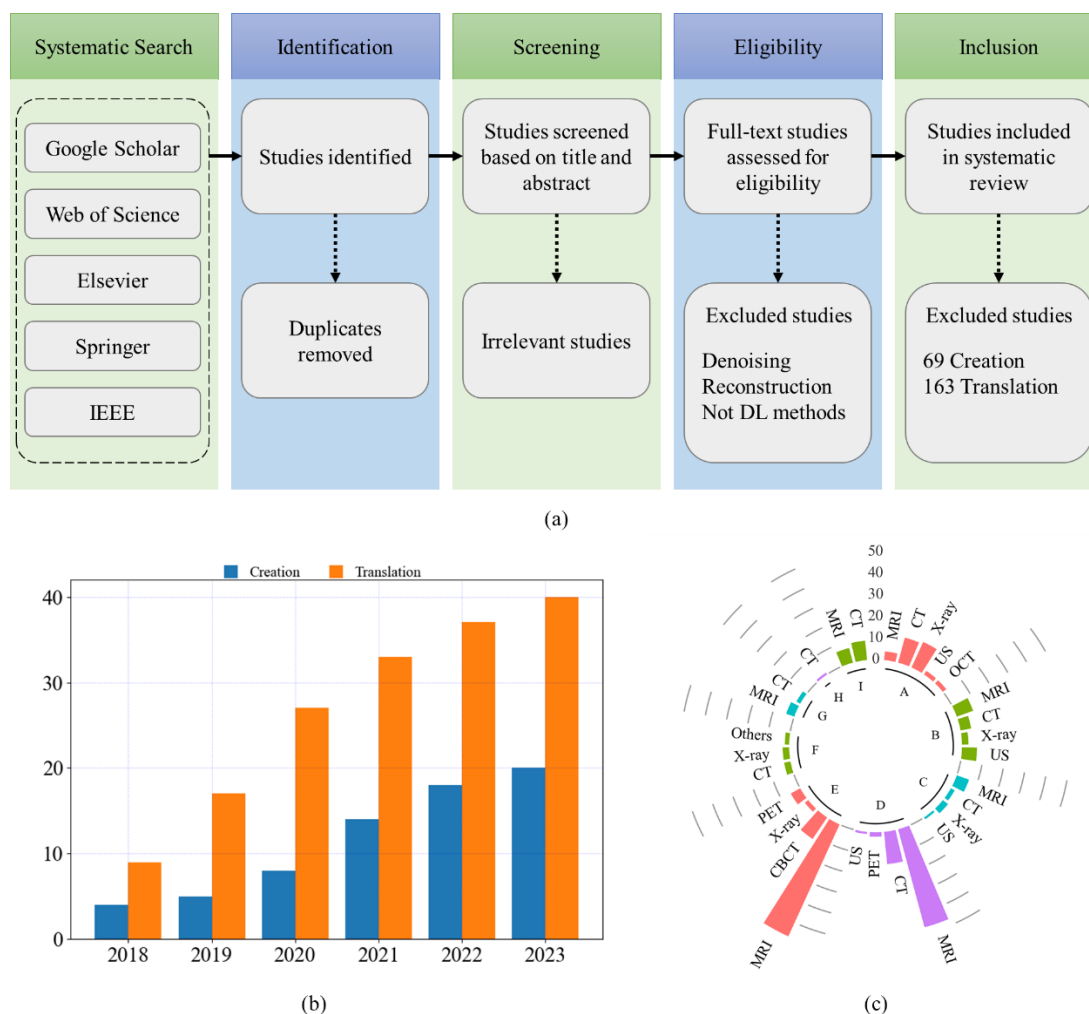 Systematic Search
Identification
Screening
Eligibility
Inclusion
Google Scholar
Web of Science
Elsevier
Springer
IEEE
Studies identified
Duplicates
removed
Studies screened
based on title and
abstract
Irrelevant studies
Full-text studies
assessed for
eligibility
Excluded studies
Denoising
Reconstruction
Not DL methods
Studies included
in systematic
review
Excluded studies
69 Creation
163 Translation
(a)
Creation
Translation
40
30
20
10
0
2018
2019
2020
2021
2022
2023
(b)
50
40
30
20
10
0
MRI
CT
X-ray
US
OCT
A
MRI
CT
X-ray
US
B
MRI
CT
X-ray
US
C
MRI
CT
PET
US
D
MRI
CBCT
X-ray
PET
E
CT
X-ray
Others
F
MRI
CT
G
CT
H
MRI
CT
I
(c)